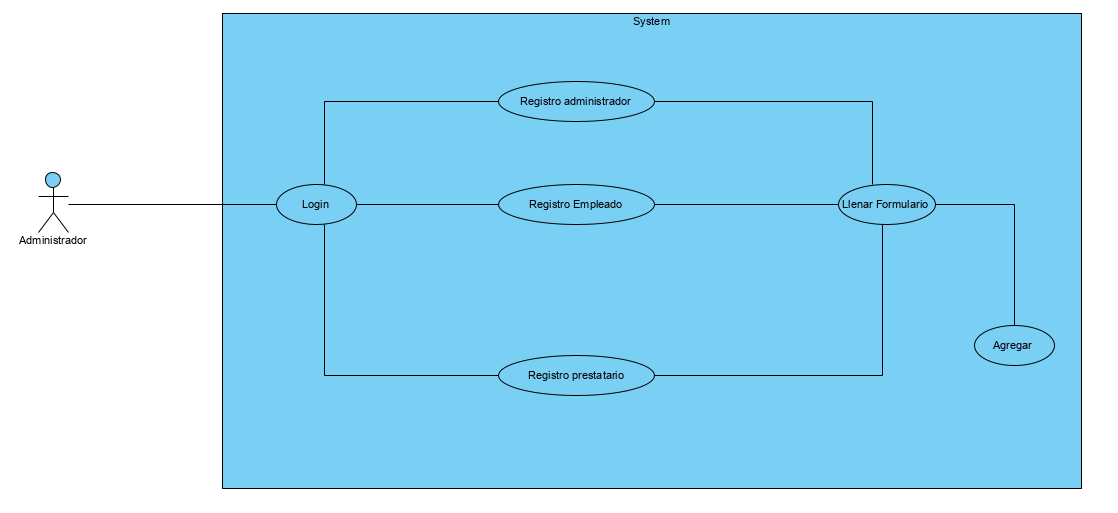 System
Registro administrador
Administrador
Login
Registro Empleado
Llenar Formulario
Agregar
Registro prestatario